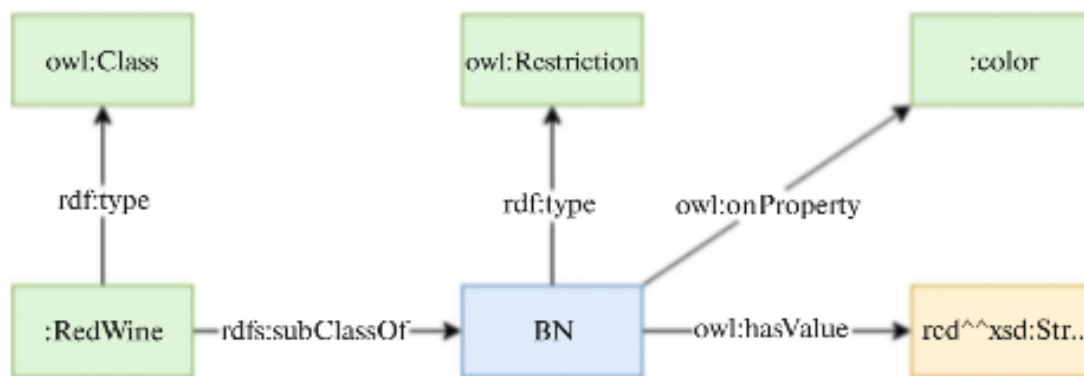 owl:Class
owl:Restriction
:color
rdf:type
rdf:type
owl:onProperty
:RedWine
rdfs:subClassOf
BN
owl:hasValue
red^^xsd:Str..